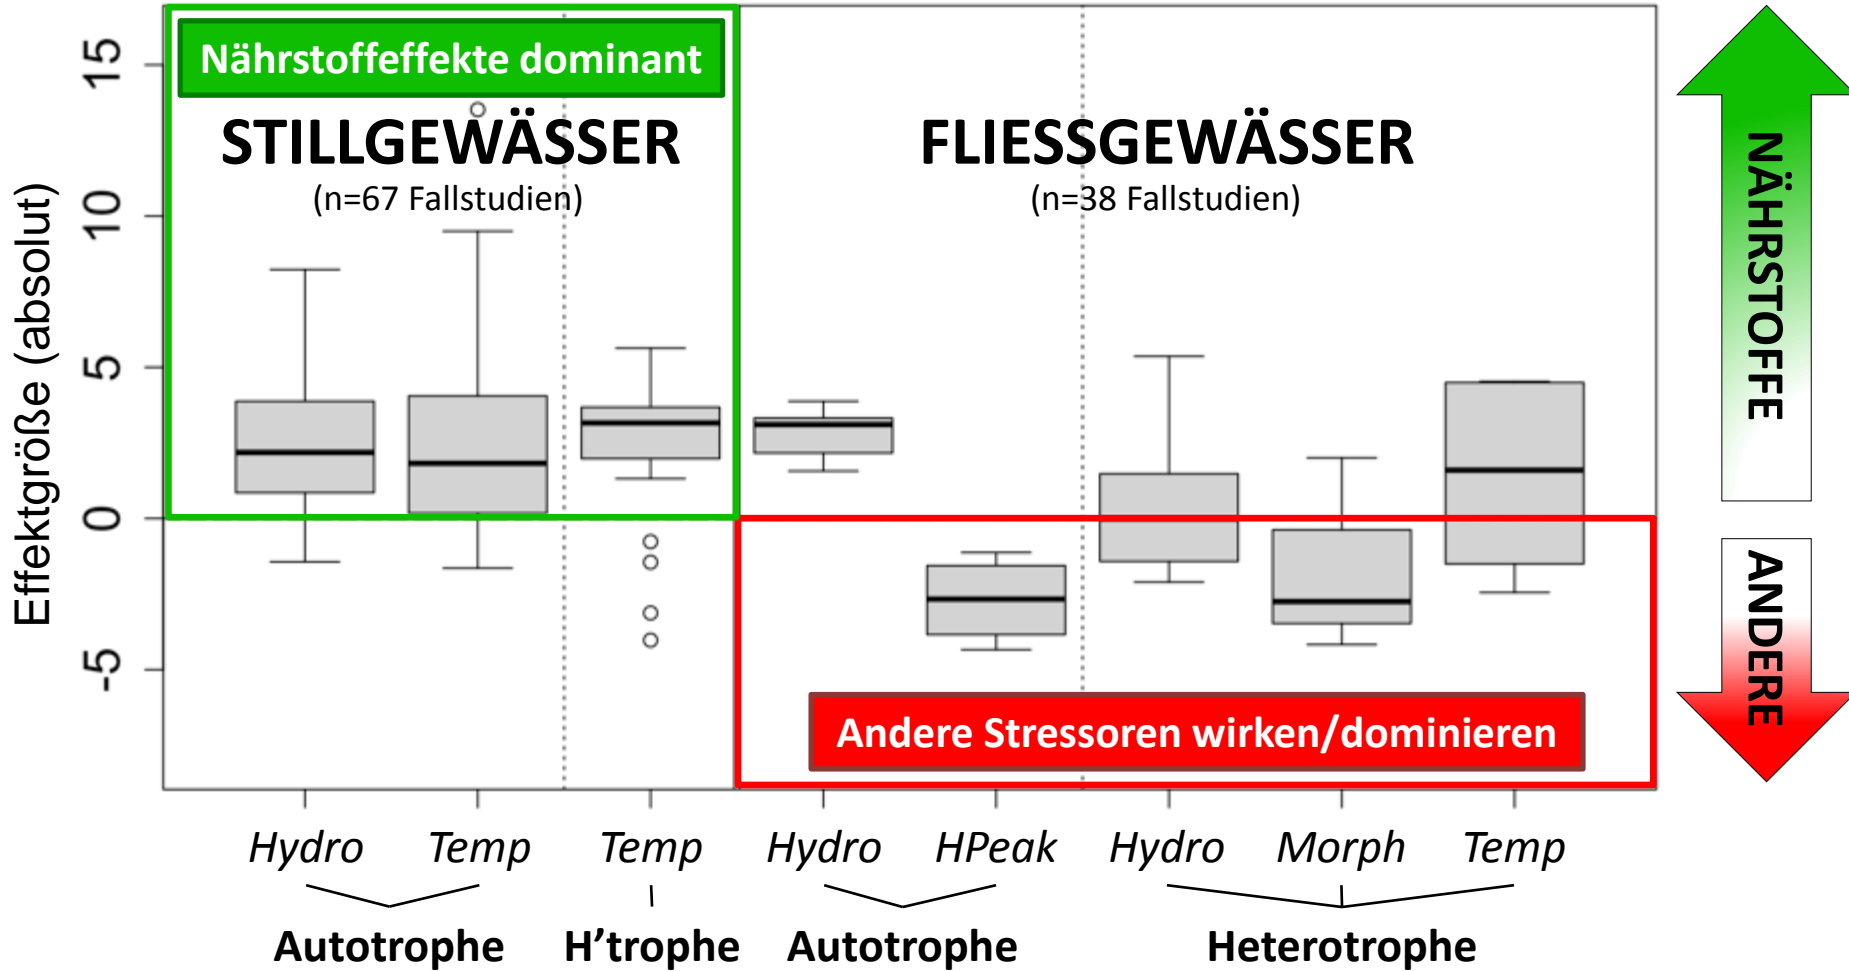 Nährstoffeffekte dominant
STILLGEWÄSSER
(n=67 Fallstudien)
FLIESSGEWÄSSER
(n=38 Fallstudien)
Effektgröße (absolut)
15
10
5
0
-5
NÄHRSTOFFE
ANDERE
Andere Stressoren wirken/dominieren
Hydro Temp Temp Hydro HPeak Hydro Morph Temp
Autotrophe H’trophe Autotrophe Heterotrophe